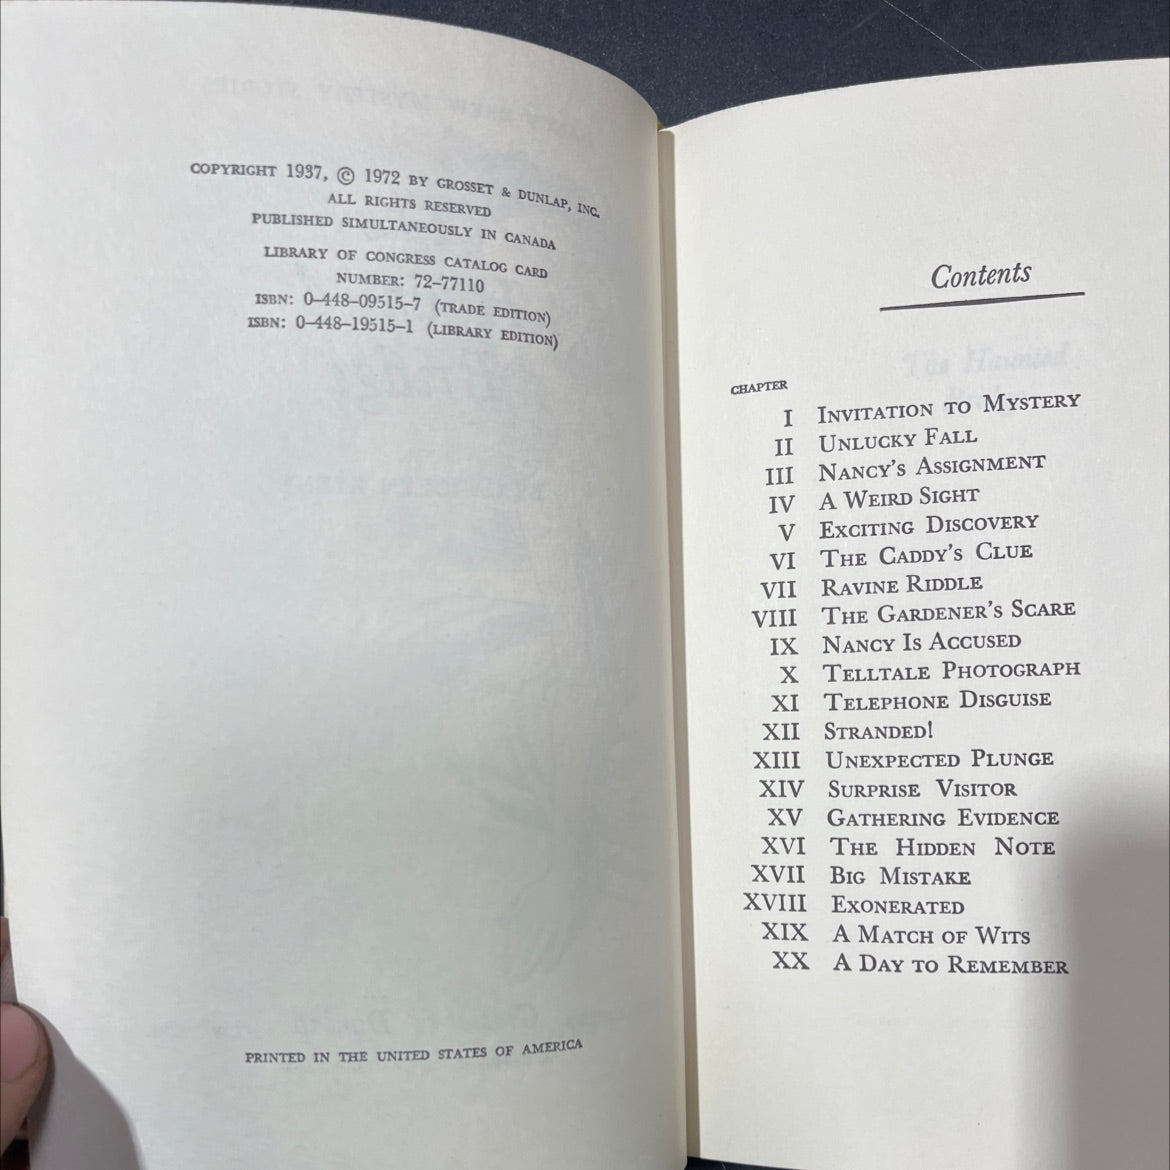 COPYRIGHT 1937, © 1972 BY GROSSET & DUNLAP, INC.
ALL RIGHTS RESERVED
PUBLISHED SIMULTANEOUSLY IN CANADA
LIBRARY OF CONGRESS CATALOG CARD
NUMBER: 72–77110
ISBN: 0–448–09515–7 (TRADE EDITION)
ISBN: 0–448–19515–1 (LIBRARY EDITION)
PRINTED IN THE UNITED STATES OF AMERICA
Contents
The Haunted
CHAPTER
I INVITATION TO MYSTERY
II UNLUCKY FALL
III NANCY'S ASSIGNMENT
IV A WEIRD SIGHT
V EXCITING DISCOVERY
VI THE CADDY'S CLUE
VII RAVINE RIDDLE
VIII THE GARDENER'S SCARE
IX NANCY IS ACCUSED
X TELLTALE PHOTOGRAPH
XI TELEPHONE DISGUISE
XII STRANDED!
XIII UNEXPECTED PLUNGE
XIV SURPRISE VISITOR
XV GATHERING EVIDENCE
XVI THE HIDDEN NOTE
XVII BIG MISTAKE
XVIII EXONERATED
XIX A MATCH OF WITS
XX A DAY TO REMEMBER